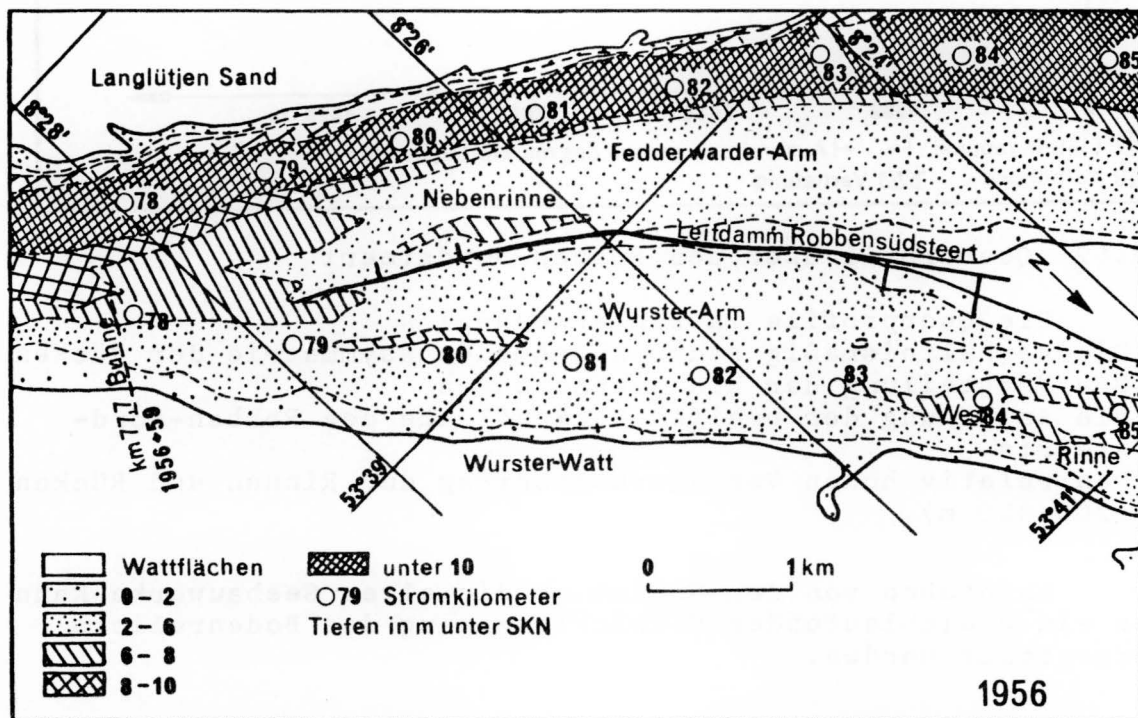 Langlütjen Sand
8°28'
8°26'
8°24'
78
79
80
81
82
83
84
85
Fedderwarder-Arm
Nebenrinne
Leitdamm Robbensüdsteert
N
Wurster-Arm
78
79
80
81
82
83
84
85
West
Rinne
Buhne
km 77,7
1956-59
53°39'
Wurster-Watt
53°41'
Wattflächen
0 - 2
2 - 6
6 - 8
8 - 10
unter 10
79 Stromkilometer
Tiefen in m unter SKN
0 1 km
1956